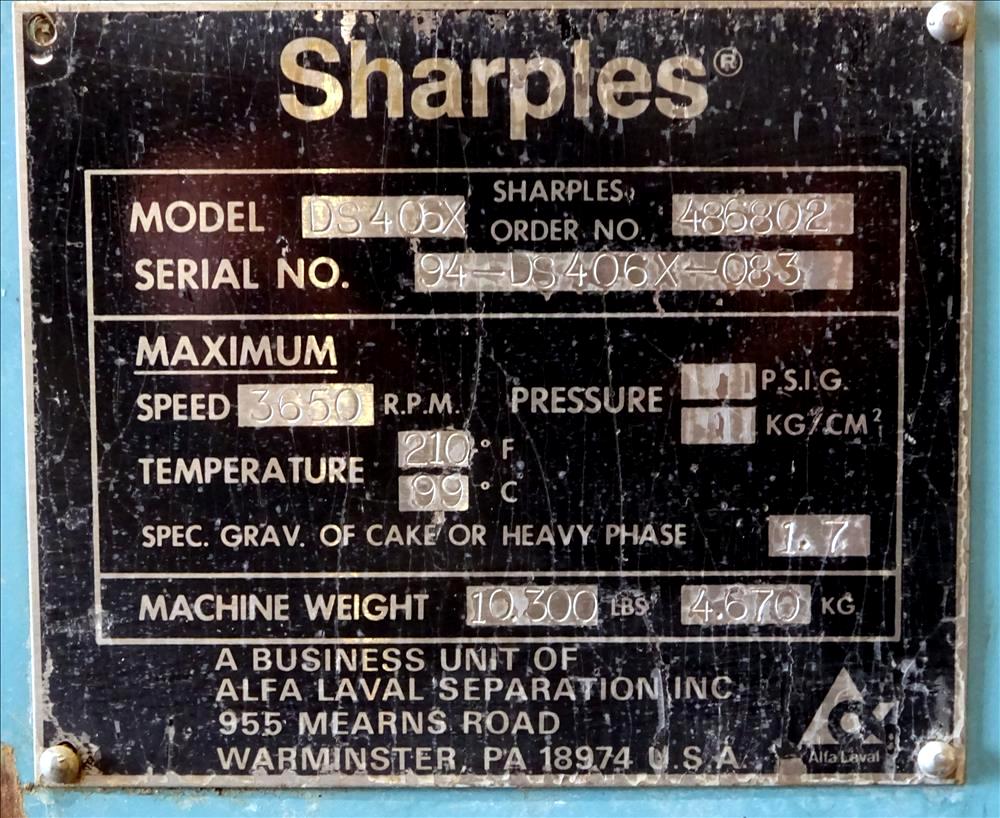 Sharples®
MODEL DS406X SHARPLES ORDER NO. 486802
SERIAL NO. 94-DS406X-083
MAXIMUM
SPEED 3650 R.P.M. PRESSURE P.S.I.G.
KG/CM²
TEMPERATURE 210 °F
99 °C
SPEC. GRAV. OF CAKE OR HEAVY PHASE 1.7
MACHINE WEIGHT 10.300 LBS 4.670 KG
A BUSINESS UNIT OF
ALFA LAVAL SEPARATION INC.
955 MEARNS ROAD
WARMINSTER, PA 18974 U.S.A.
Alfa Laval